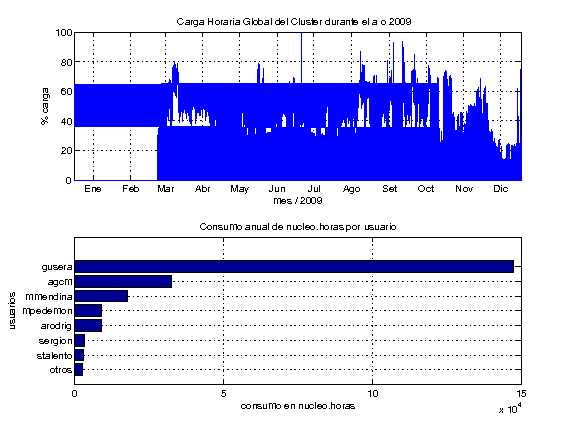 Carga Horaria Global del Cluster durante el a o 2009
100
80
60
40
20
0
% carga
Ene Feb Mar Abr May Jun Jul Ago Set Oct Nov Dic
mes / 2009
Consumo anual de nucleo.horas por usuario
usuarios
gusera
agcm
mmendina
mpedemon
arodrig
sergion
stalento
otros
0 5 10 15
consumo en nucleo.horas
x 10^4